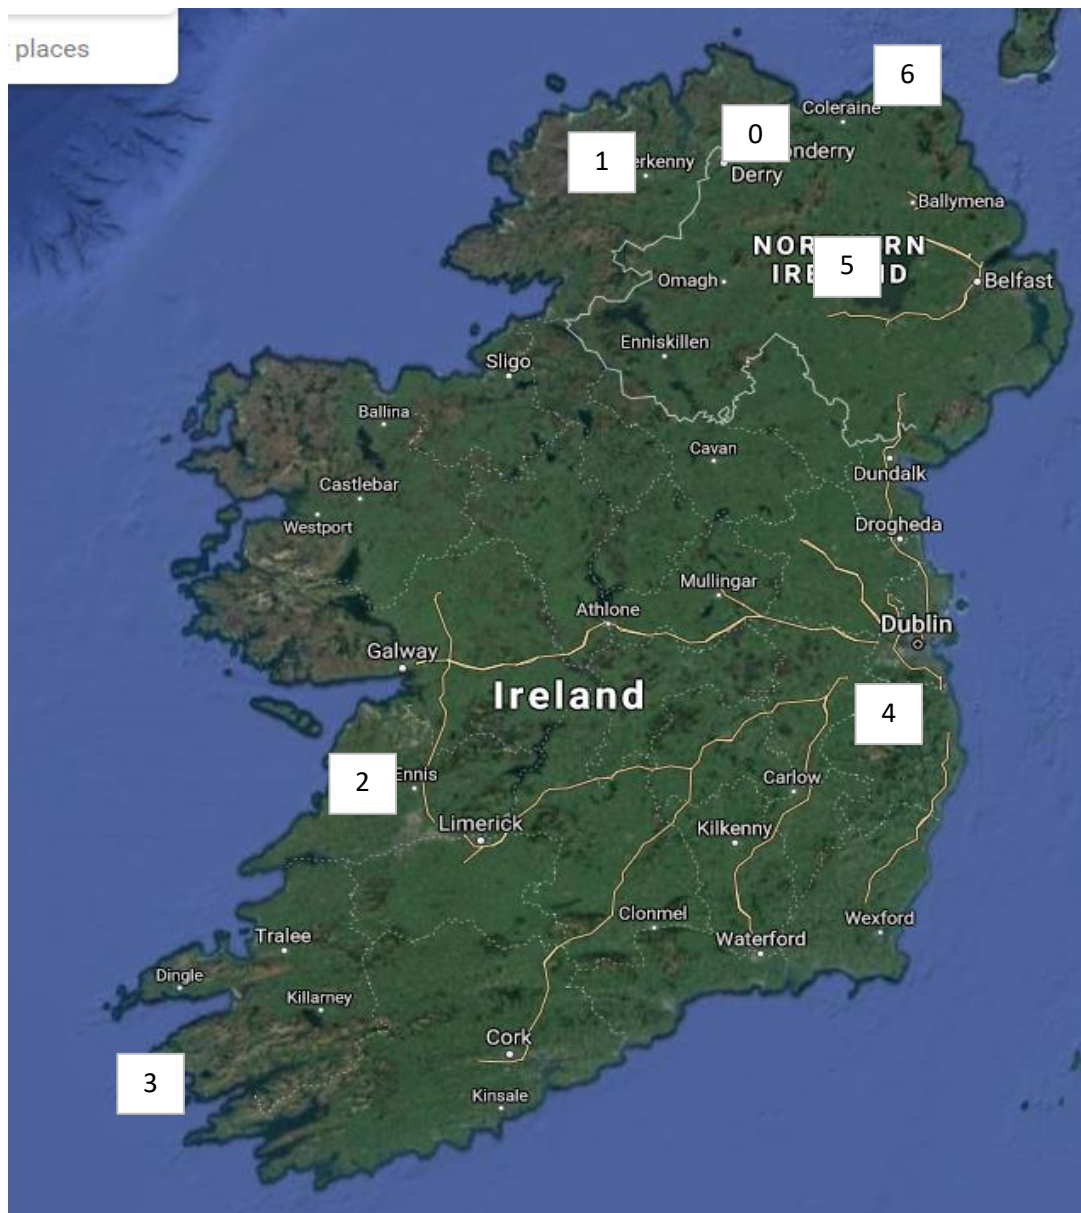 places
6
Coleraine
0
onderry
1
erkenny
Derry
Ballymena
NOR RN
5
IRE D
Omagh
Belfast
Enniskillen
Sligo
Ballina
Cavan
Dundalk
Castlebar
Westport
Drogheda
Mullingar
Athlone
Dublin
Galway
Ireland
4
2
Ennis
Carlow
Limerick
Kilkenny
Clonmel
Wexford
Tralee
Waterford
Dingle
Killarney
Cork
3
Kinsale